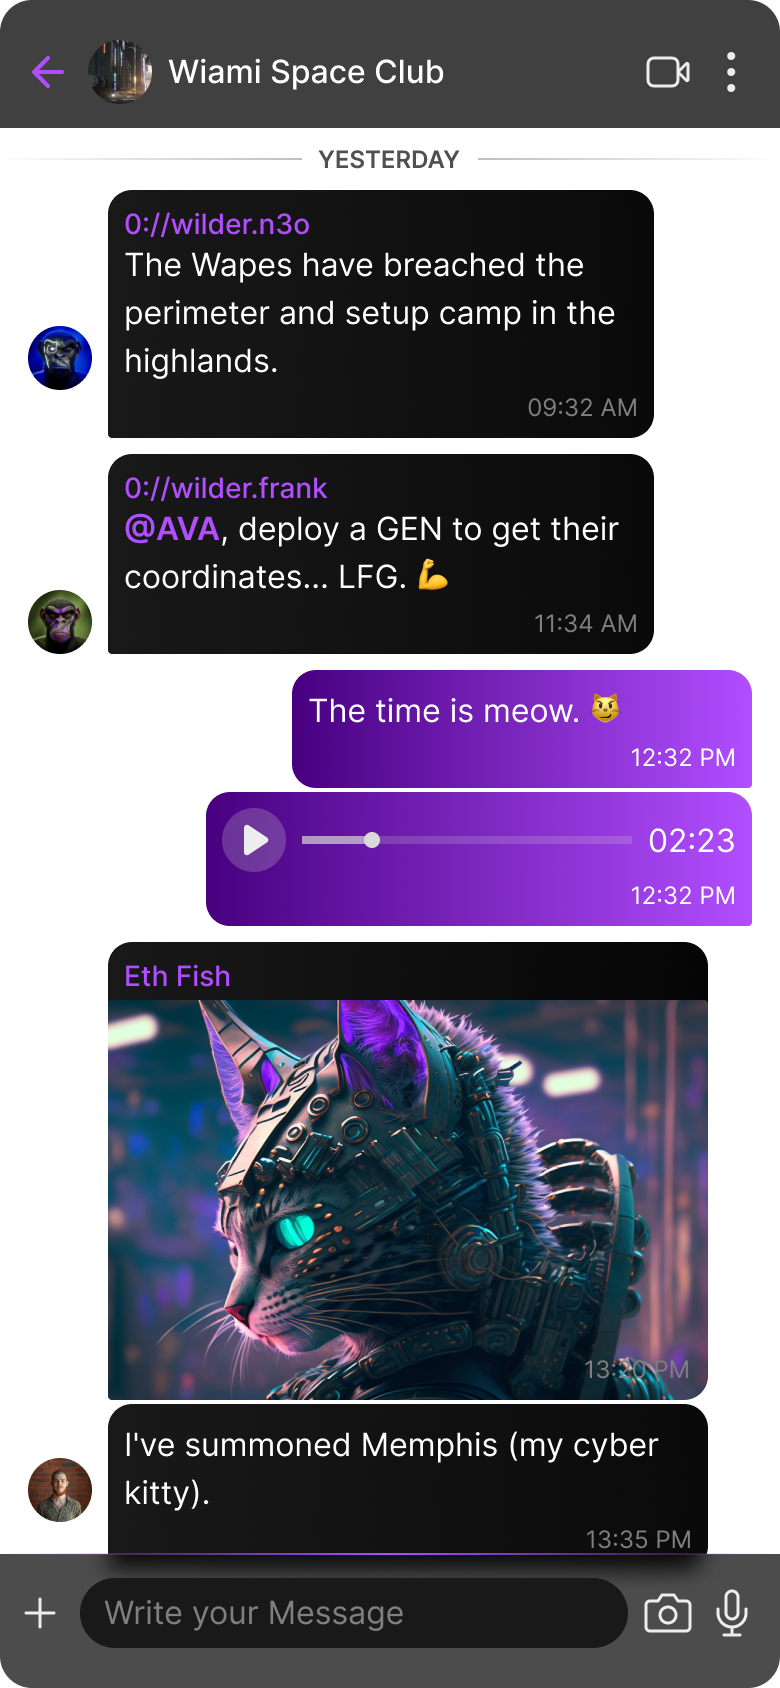 Wiami Space Club
YESTERDAY
0://wilder.n3o
The Wapes have breached the
perimeter and setup camp in the
highlands.
09:32 AM
0://wilder.frank
@AVA, deploy a GEN to get their
coordinates... LFG. 💪
11:34 AM
The time is meow. 😼
12:32 PM
02:23
12:32 PM
Eth Fish
13:20 PM
I've summoned Memphis (my cyber
kitty).
13:35 PM
Write your Message